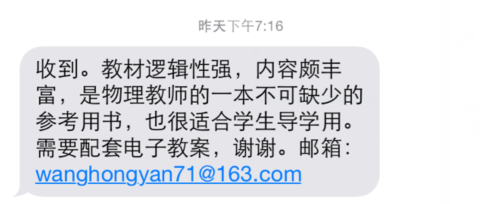 昨天下午7:16
收到。教材逻辑性强，内容颇丰
富，是物理教师的一本不可缺少的
参考用书，也很适合学生导学用。
需要配套电子教案，谢谢。邮箱：
wanghongyan71@163.com